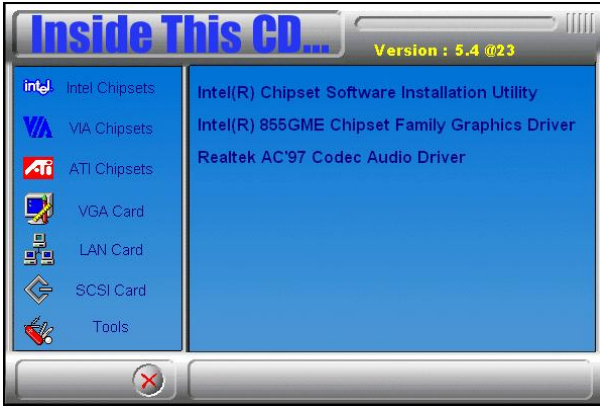 Inside This CD...
Version : 5.4 @23
intel Intel Chipsets
VIA VIA Chipsets
ATi ATI Chipsets
VGA Card
LAN Card
SCSI Card
Tools
Intel(R) Chipset Software Installation Utility
Intel(R) 855GME Chipset Family Graphics Driver
Realtek AC'97 Codec Audio Driver